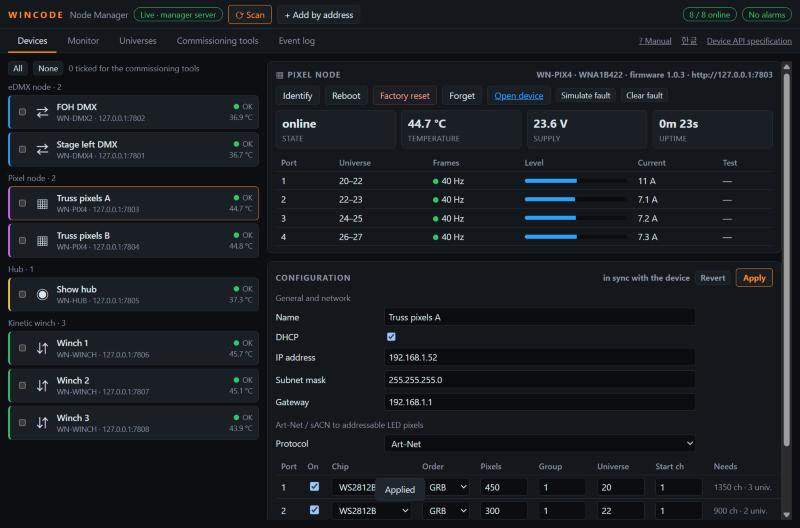 WINCODE Node Manager Live · manager server Scan + Add by address 8 / 8 online No alarms
Devices Monitor Universes Commissioning tools Event log ? Manual 한글 Device API specification
All None 0 ticked for the commissioning tools
eDMX node · 2
FOH DMX OK
WN-DMX2 · 127.0.0.1:7802 36.9 °C
Stage left DMX OK
WN-DMX4 · 127.0.0.1:7801 36.7 °C
Pixel node · 2
Truss pixels A OK
WN-PIX4 · 127.0.0.1:7803 44.7 °C
Truss pixels B OK
WN-PIX4 · 127.0.0.1:7804 44.8 °C
Hub · 1
Show hub OK
WN-HUB · 127.0.0.1:7805 37.3 °C
Kinetic winch · 3
Winch 1 OK
WN-WINCH · 127.0.0.1:7806 45.7 °C
Winch 2 OK
WN-WINCH · 127.0.0.1:7807 45.1 °C
Winch 3 OK
WN-WINCH · 127.0.0.1:7808 43.9 °C
PIXEL NODE WN-PIX4 · WNA1B422 · firmware 1.0.3 · http://127.0.0.1:7803
Identify Reboot Factory reset Forget Open device Simulate fault Clear fault
online 44.7 °C 23.6 V 0m 23s
STATE TEMPERATURE SUPPLY UPTIME
Port Universe Frames Level Current Test
1 20–22 40 Hz 11 A —
2 22–23 40 Hz 7.1 A —
3 24–25 40 Hz 7.2 A —
4 26–27 40 Hz 7.3 A —
CONFIGURATION in sync with the device Revert Apply
General and network
Name Truss pixels A
DHCP
IP address 192.168.1.52
Subnet mask 255.255.255.0
Gateway 192.168.1.1
Art-Net / sACN to addressable LED pixels
Protocol Art-Net
Port On Chip Order Pixels Group Universe Start ch Needs
1 WS2812B GRB 450 1 20 1 1350 ch · 3 univ.
Applied
2 WS2812B GRB 300 1 22 1 900 ch · 2 univ.